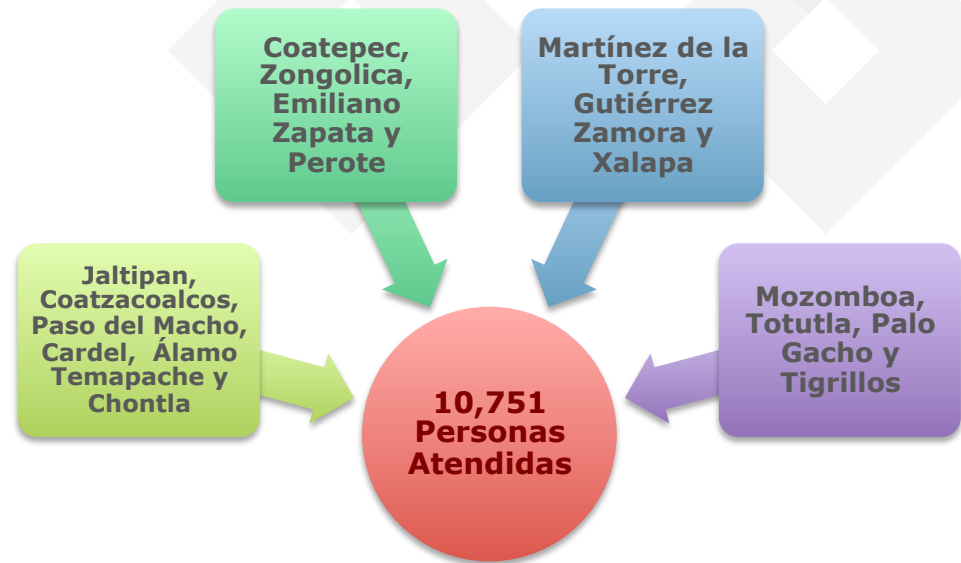 Coatepec,
Zongolica,
Emiliano
Zapata y
Perote
Martínez de la
Torre,
Gutiérrez
Zamora y
Xalapa
Jaltipan,
Coatzacoalcos,
Paso del Macho,
Cardel, Álamo
Temapache y
Chontla
Mozomboa,
Totutla, Palo
Gacho y
Tigrillos
10,751
Personas
Atendidas